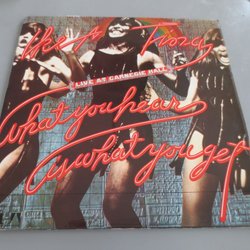 Ike & Tina
LIVE AT CARNEGIE HALL
what you hear
is what you get